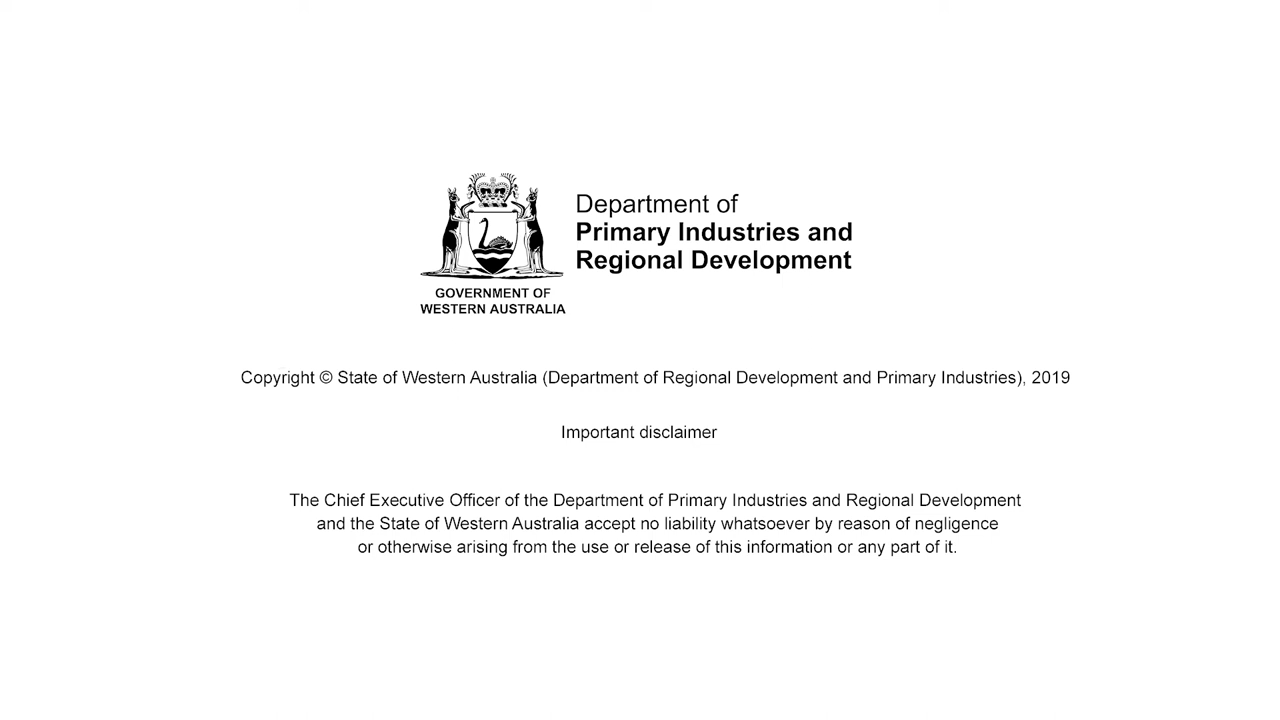 Department of
Primary Industries and
Regional Development
GOVERNMENT OF
WESTERN AUSTRALIA
Copyright © State of Western Australia (Department of Regional Development and Primary Industries), 2019
Important disclaimer
The Chief Executive Officer of the Department of Primary Industries and Regional Development
and the State of Western Australia accept no liability whatsoever by reason of negligence
or otherwise arising from the use or release of this information or any part of it.